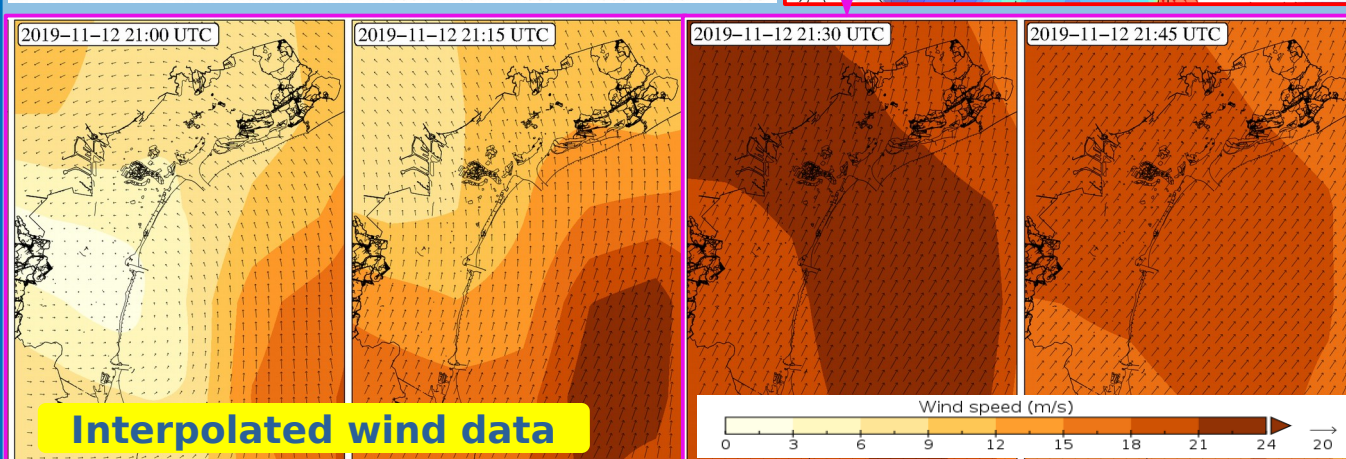 2019−11−12 21:00 UTC
2019−11−12 21:15 UTC
2019−11−12 21:30 UTC
2019−11−12 21:45 UTC
Interpolated wind data
Wind speed (m/s)
0 3 6 9 12 15 18 21 24 20